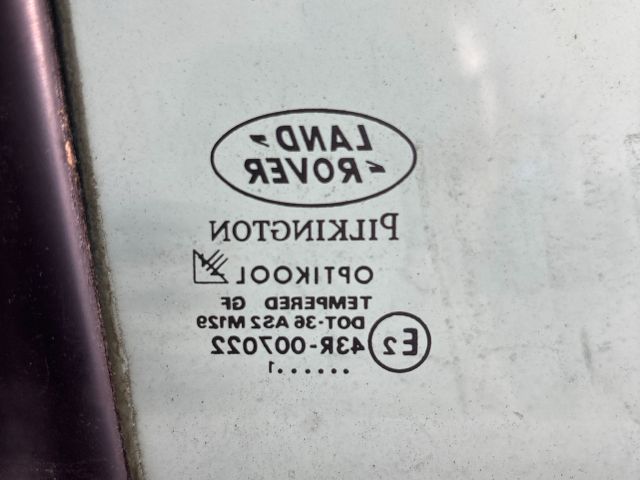 LAND
ROVER
PILKINGTON
OPTIKOOL
TEMPERED GF
DOT-36 AS2 M129
E2 43R-007022
......1